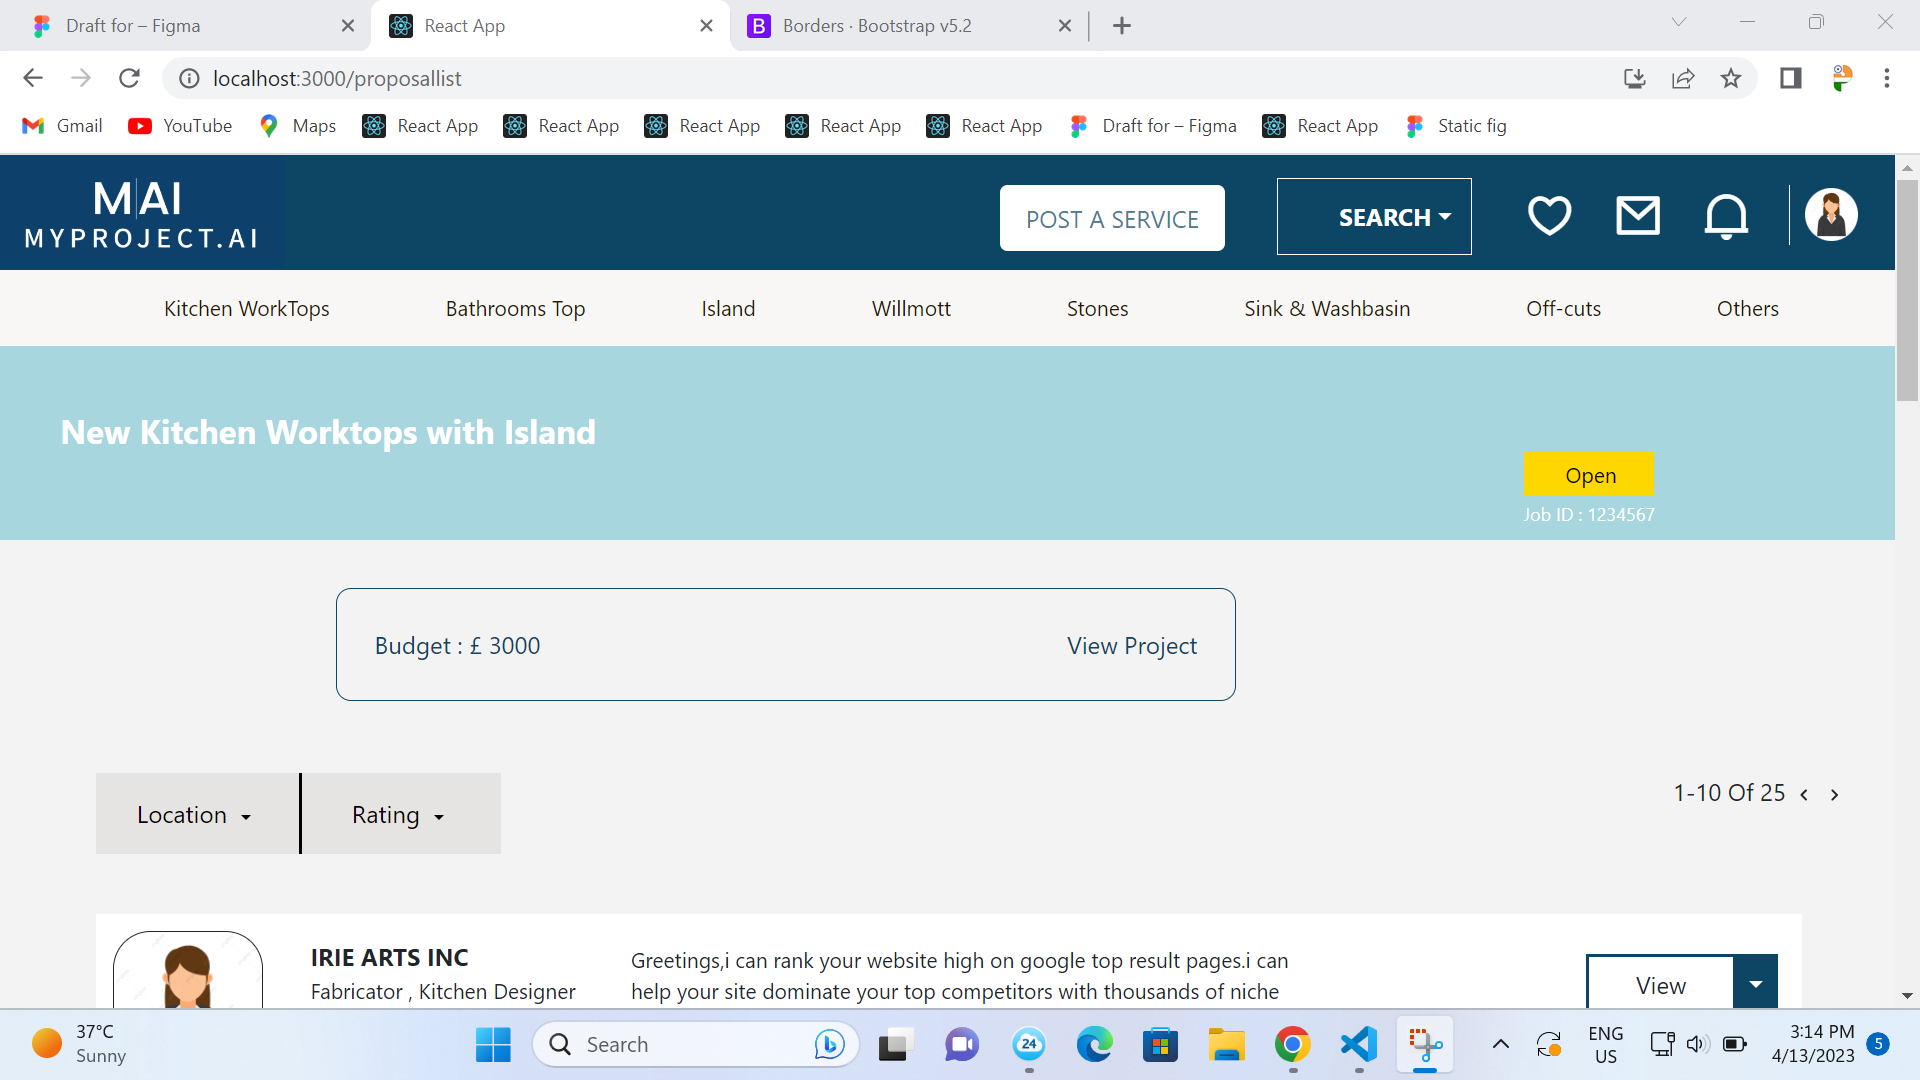 Draft for – Figma
React App
Borders · Bootstrap v5.2
localhost:3000/proposallist
Gmail
YouTube
Maps
React App
React App
React App
React App
React App
Draft for – Figma
React App
Static fig
M|AI
MYPROJECT.AI
POST A SERVICE
SEARCH
Kitchen WorkTops
Bathrooms Top
Island
Willmott
Stones
Sink & Washbasin
Off-cuts
Others
New Kitchen Worktops with Island
Open
Job ID : 1234567
Budget : £ 3000
View Project
Location
Rating
1-10 Of 25
IRIE ARTS INC
Fabricator , Kitchen Designer
Greetings,i can rank your website high on google top result pages.i can
help your site dominate your top competitors with thousands of niche
View
37°C
Sunny
Search
24
ENG
US
3:14 PM
4/13/2023
5